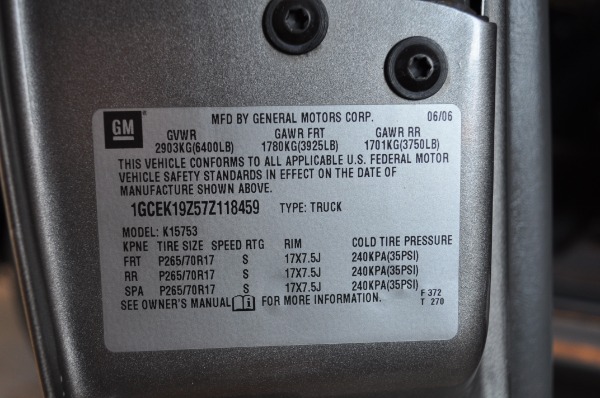 GM
MFD BY GENERAL MOTORS CORP. 06/06
GVWR GAWR FRT GAWR RR
2903KG(6400LB) 1780KG(3925LB) 1701KG(3750LB)
THIS VEHICLE CONFORMS TO ALL APPLICABLE U.S. FEDERAL MOTOR
VEHICLE SAFETY STANDARDS IN EFFECT ON THE DATE OF
MANUFACTURE SHOWN ABOVE.
1GCEK19Z57Z118459 TYPE: TRUCK
MODEL: K15753
KPNE TIRE SIZE SPEED RTG RIM COLD TIRE PRESSURE
FRT P265/70R17 S 17X7.5J 240KPA(35PSI)
RR P265/70R17 S 17X7.5J 240KPA(35PSI)
SPA P265/70R17 S 17X7.5J 240KPA(35PSI)
SEE OWNER'S MANUAL FOR MORE INFORMATION.
F 372
T 270